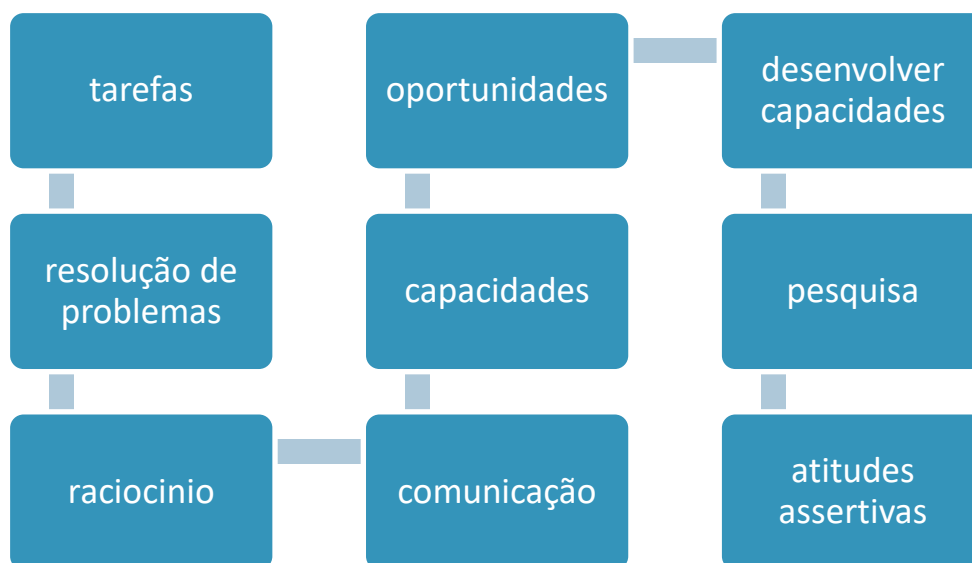 tarefas
resolução de
problemas
raciocinio
comunicação
capacidades
oportunidades
desenvolver
capacidades
pesquisa
atitudes
assertivas